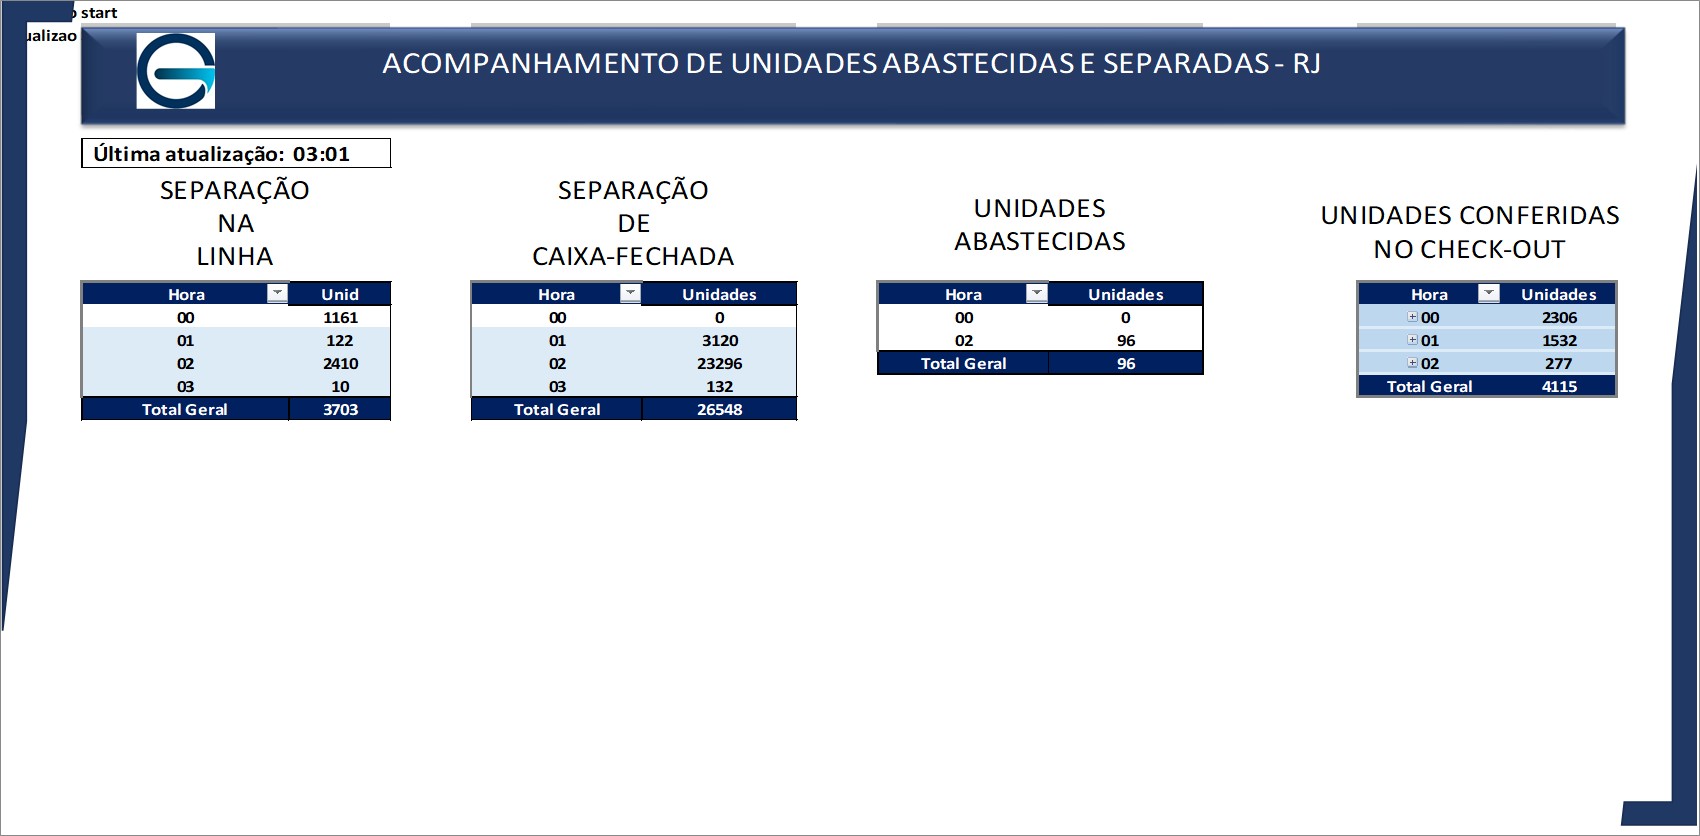 start
ACOMPANHAMENTO DE UNIDADES ABASTECIDAS E SEPARADAS - RJ
Última atualização: 03:01
SEPARAÇÃO
NA
LINHA
Hora Unid
00 1161
01 122
02 2410
03 10
Total Geral 3703
SEPARAÇÃO
DE
CAIXA-FECHADA
Hora Unidades
00 0
01 3120
02 23296
03 132
Total Geral 26548
UNIDADES
ABASTECIDAS
Hora Unidades
00 0
02 96
Total Geral 96
UNIDADES CONFERIDAS
NO CHECK-OUT
Hora Unidades
00 2306
01 1532
02 277
Total Geral 4115